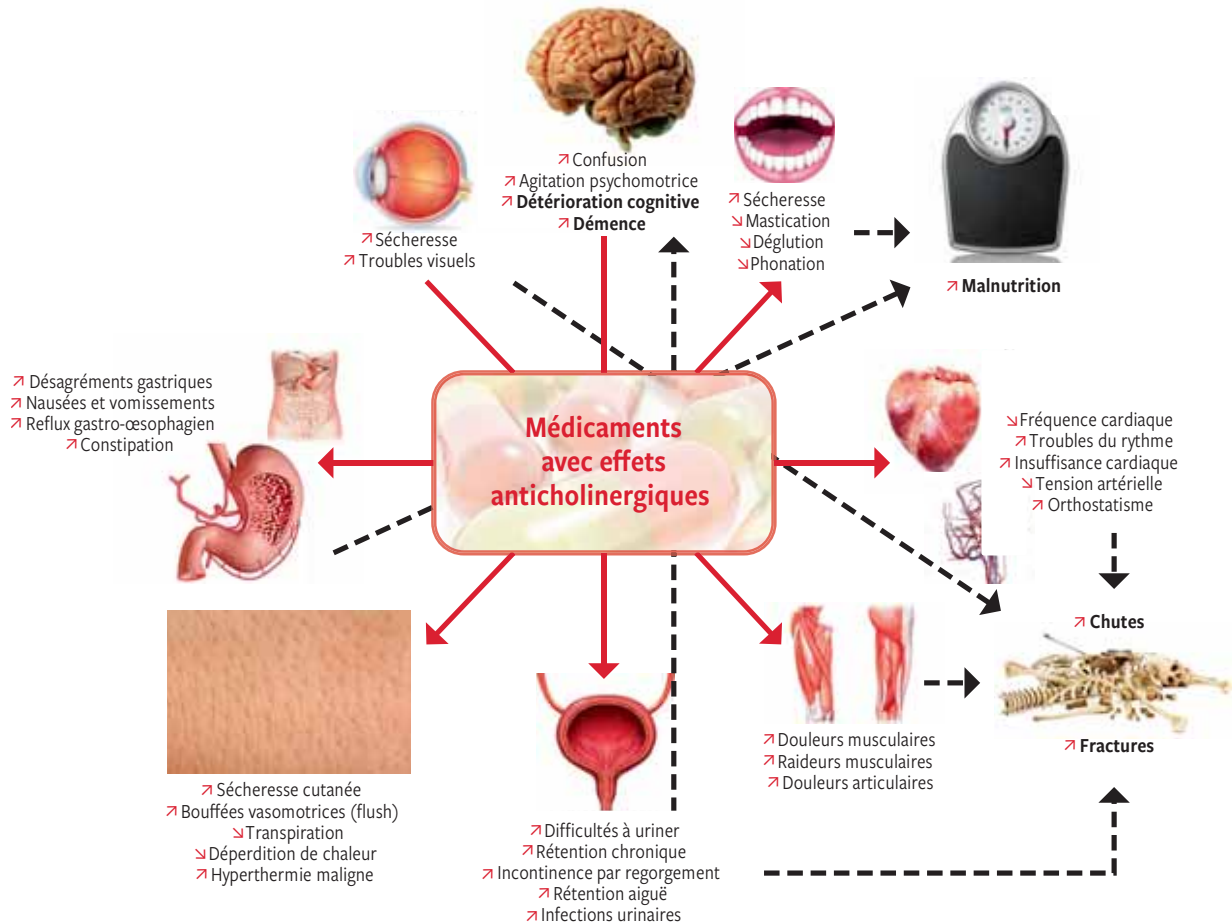 ↗ Confusion
↗ Agitation psychomotrice
↗ Détérioration cognitive
↗ Démence
↗ Sécheresse
↗ Troubles visuels
↗ Sécheresse
↘ Mastication
↘ Déglution
↘ Phonation
↗ Malnutrition
↗ Désagréments gastriques
↗ Nausées et vomissements
↗ Reflux gastro-œsophagien
↗ Constipation
Médicaments
avec effets
anticholinergiques
↘ Fréquence cardiaque
↗ Troubles du rythme
↗ Insuffisance cardiaque
↘ Tension artérielle
↗ Orthostatisme
↗ Chutes
↗ Fractures
↗ Douleurs musculaires
↗ Raideurs musculaires
↗ Douleurs articulaires
↗ Sécheresse cutanée
↗ Bouffées vasomotrices (flush)
↘ Transpiration
↘ Déperdition de chaleur
↗ Hyperthermie maligne
↗ Difficultés à uriner
↗ Rétention chronique
↗ Incontinence par regorgement
↗ Rétention aiguë
↗ Infections urinaires